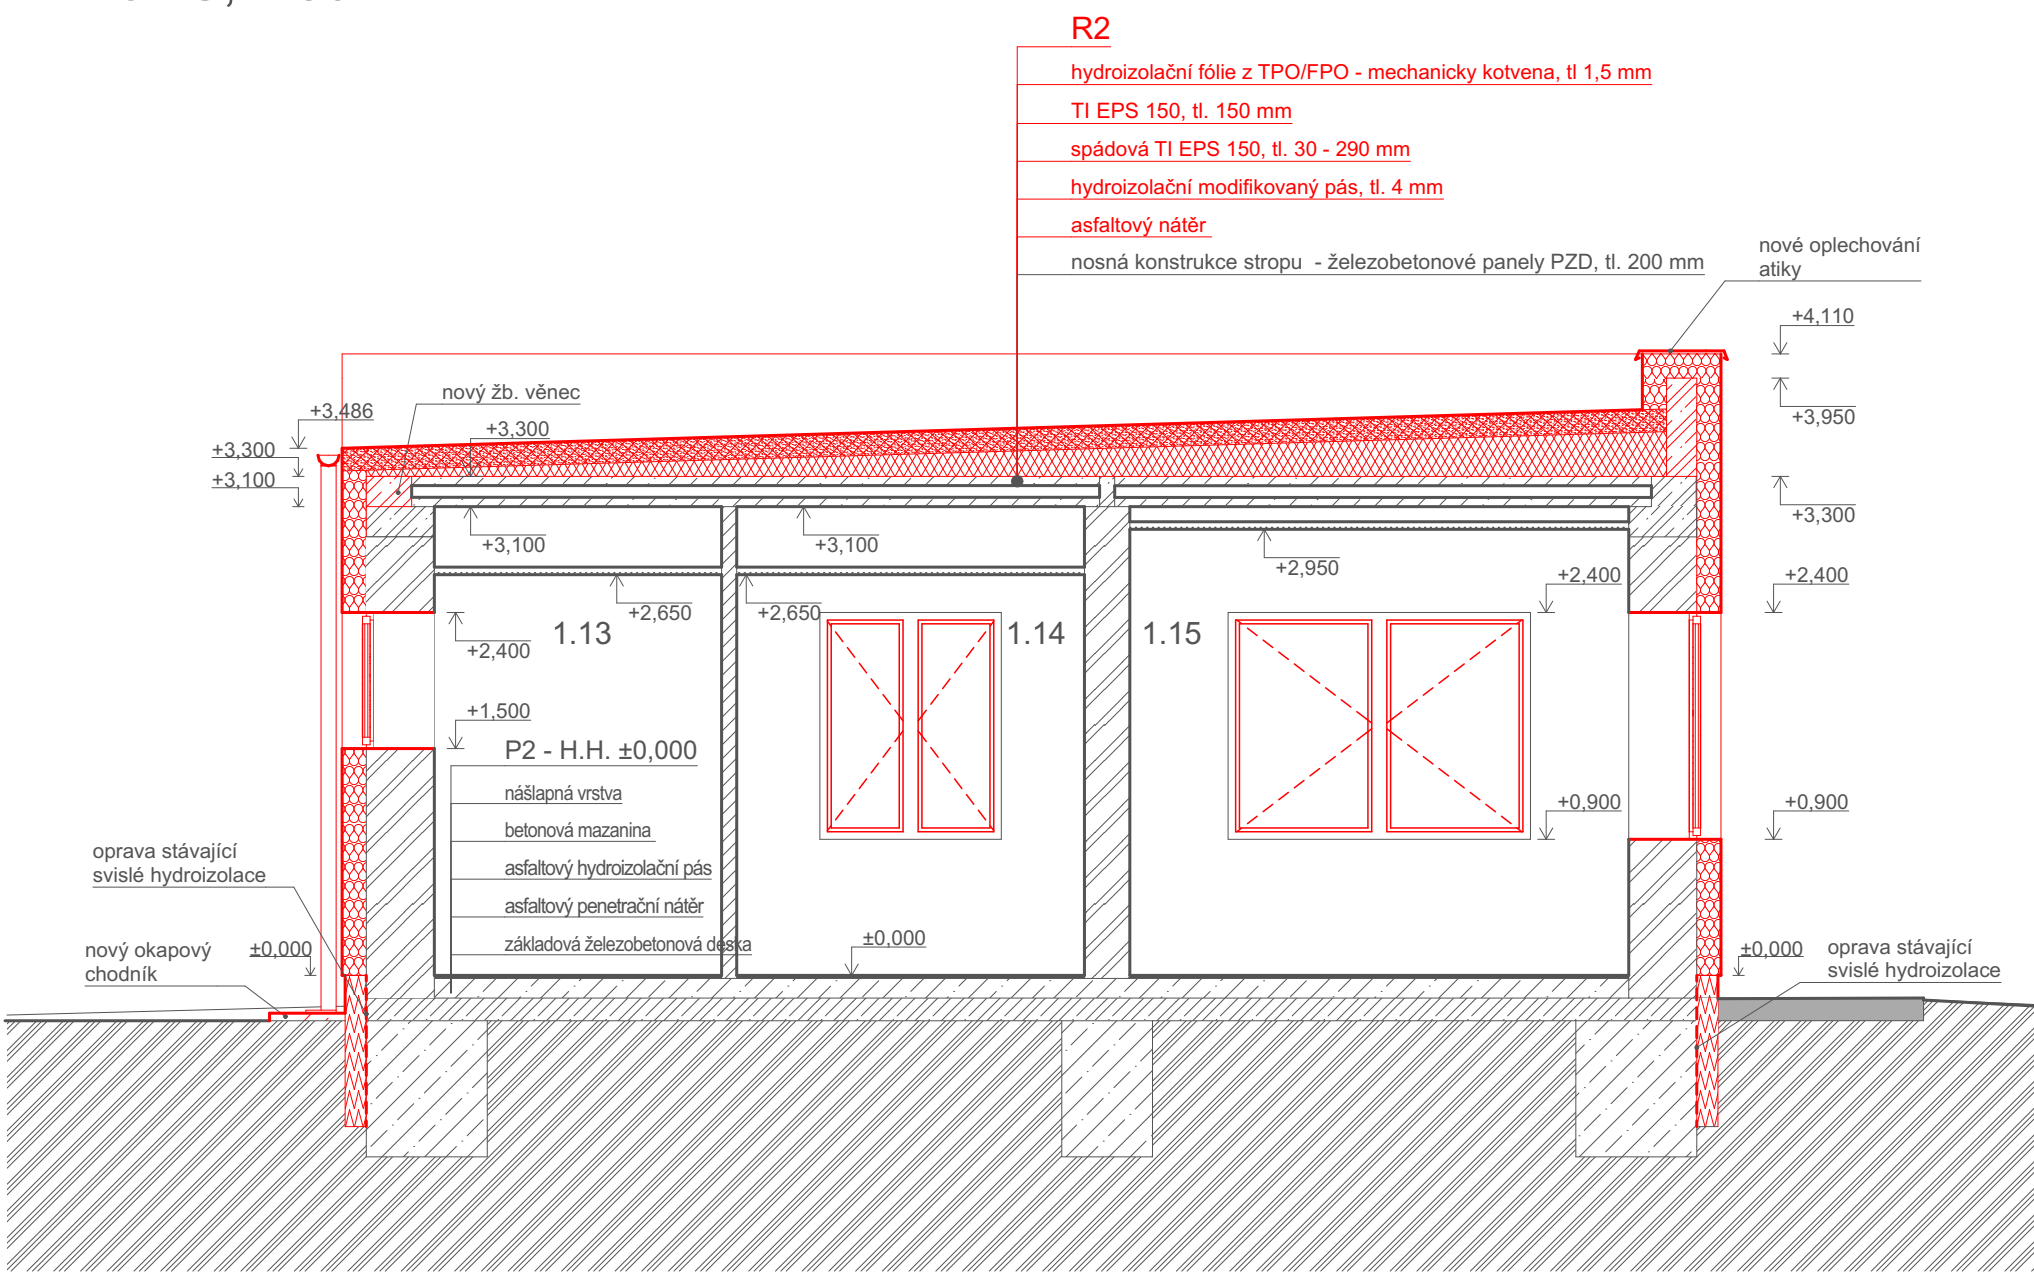 R2
hydroizolační fólie z TPO/FPO - mechanicky kotvena, tl 1,5 mm
TI EPS 150, tl. 150 mm
spádová TI EPS 150, tl. 30 - 290 mm
hydroizolační modifikovaný pás, tl. 4 mm
asfaltový nátěr
nosná konstrukce stropu - železobetonové panely PZD, tl. 200 mm
nové oplechování
atiky
+4,110
nový žb. věnec
+3,486
+3,950
+3,300
+3,300
+3,100
+3,300
+3,100
+3,100
+2,950
+2,400
+2,400
+2,650
+2,650
1.13
1.14
1.15
+2,400
+1,500
P2 - H.H. ±0,000
nášlapná vrstva
betonová mazanina
asfaltový hydroizolační pás
asfaltový penetrační nátěr
základová železobetonová deska
+0,900
+0,900
oprava stávající
svislé hydroizolace
nový okapový
chodník
±0,000
±0,000
±0,000
oprava stávající
svislé hydroizolace